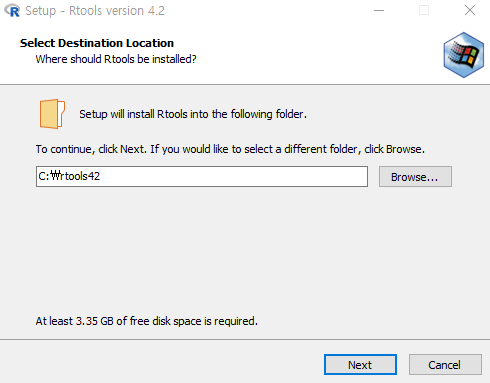 Setup - Rtools version 4.2
Select Destination Location
Where should Rtools be installed?
Setup will install Rtools into the following folder.
To continue, click Next. If you would like to select a different folder, click Browse.
C:₩rtools42
Browse...
At least 3.35 GB of free disk space is required.
Next
Cancel